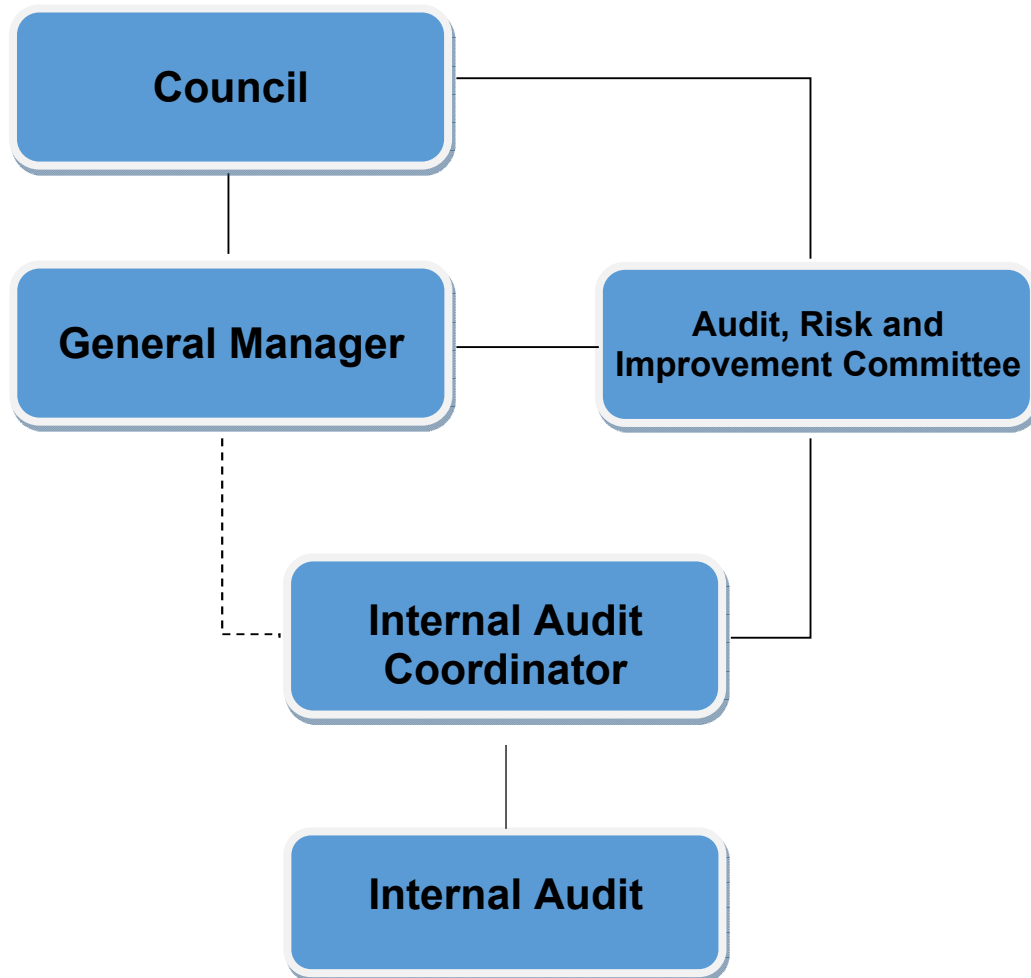 Council
General Manager
Audit, Risk and
Improvement Committee
Internal Audit
Coordinator
Internal Audit